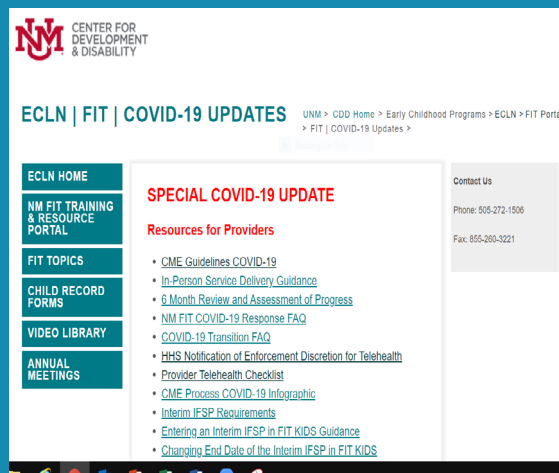 UNM
CENTER FOR
DEVELOPMENT
& DISABILITY
ECLN | FIT | COVID-19 UPDATES
UNM > CDD Home > Early Childhood Programs > ECLN > FIT Porta
> FIT | COVID-19 Updates >
ECLN HOME
NM FIT TRAINING
& RESOURCE
PORTAL
FIT TOPICS
CHILD RECORD
FORMS
VIDEO LIBRARY
ANNUAL
MEETINGS
SPECIAL COVID-19 UPDATE
Resources for Providers
• CME Guidelines COVID-19
• In-Person Service Delivery Guidance
• 6 Month Review and Assessment of Progress
• NM FIT COVID-19 Response FAQ
• COVID-19 Transition FAQ
• HHS Notification of Enforcement Discretion for Telehealth
• Provider Telehealth Checklist
• CME Process COVID-19 Infographic
• Interim IFSP Requirements
• Entering an Interim IFSP in FIT KIDS Guidance
• Changing End Date of the Interim IFSP in FIT KIDS
Contact Us
Phone: 505-272-1506
Fax: 855-260-3221